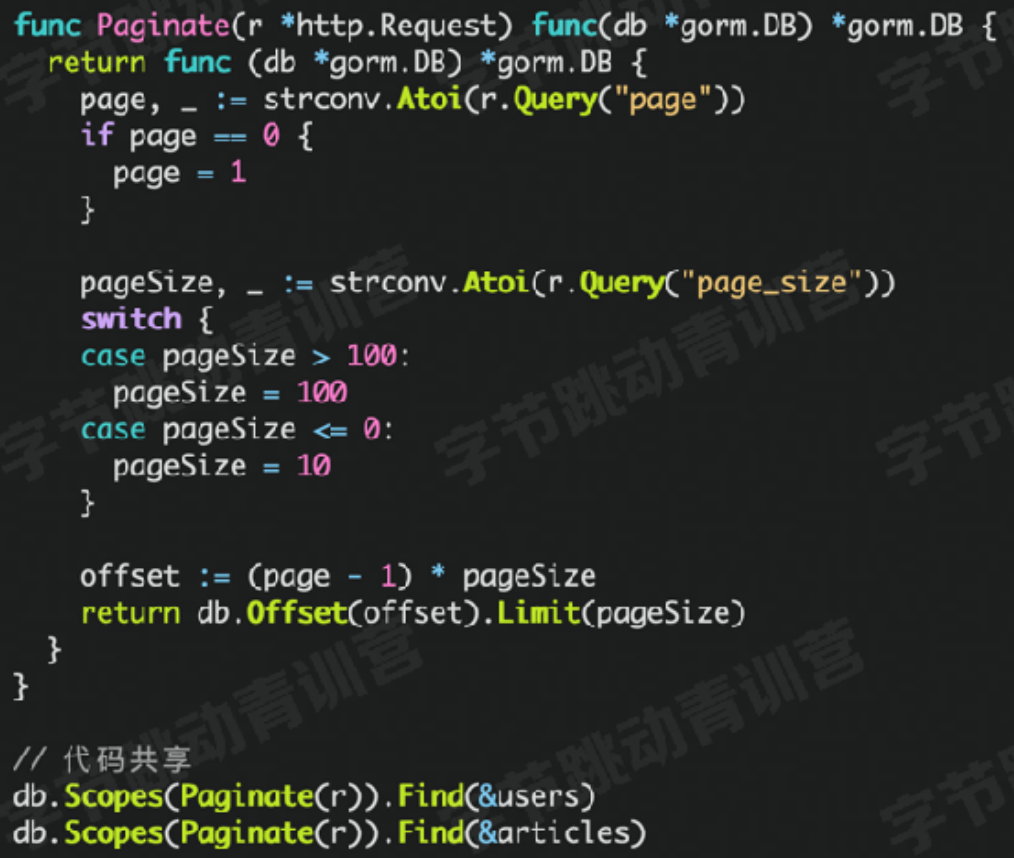 func Paginate(r *http.Request) func(db *gorm.DB) *gorm.DB {
  return func (db *gorm.DB) *gorm.DB {
    page, _ := strconv.Atoi(r.Query("page"))
    if page == 0 {
      page = 1
    }

    pageSize, _ := strconv.Atoi(r.Query("page_size"))
    switch {
    case pageSize > 100:
      pageSize = 100
    case pageSize <= 0:
      pageSize = 10
    }

    offset := (page - 1) * pageSize
    return db.Offset(offset).Limit(pageSize)
  }
}

// 代码共享
db.Scopes(Paginate(r)).Find(&users)
db.Scopes(Paginate(r)).Find(&articles)
字节跳动青训营